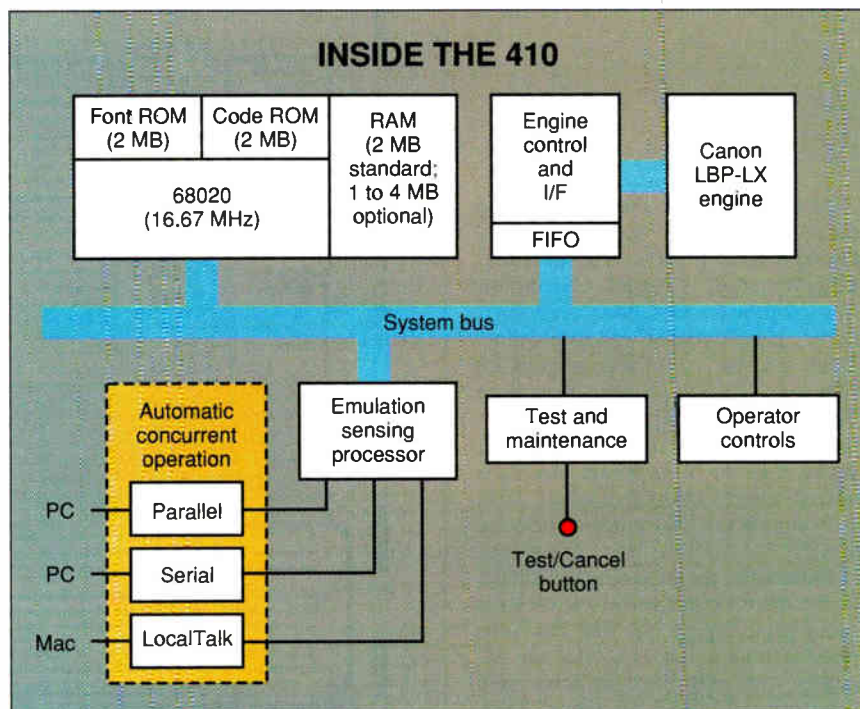 INSIDE THE 410
Font ROM
(2 MB)
Code ROM
(2 MB)
68020
(16.67 MHz)
RAM
(2 MB
standard;
1 to 4 MB
optional)
Engine
control
and
I/F
FIFO
Canon
LBP-LX
engine
System bus
Automatic
concurrent
operation
Parallel
Serial
LocalTalk
PC
PC
Mac
Emulation
sensing
processor
Test and
maintenance
Operator
controls
Test/Cancel
button